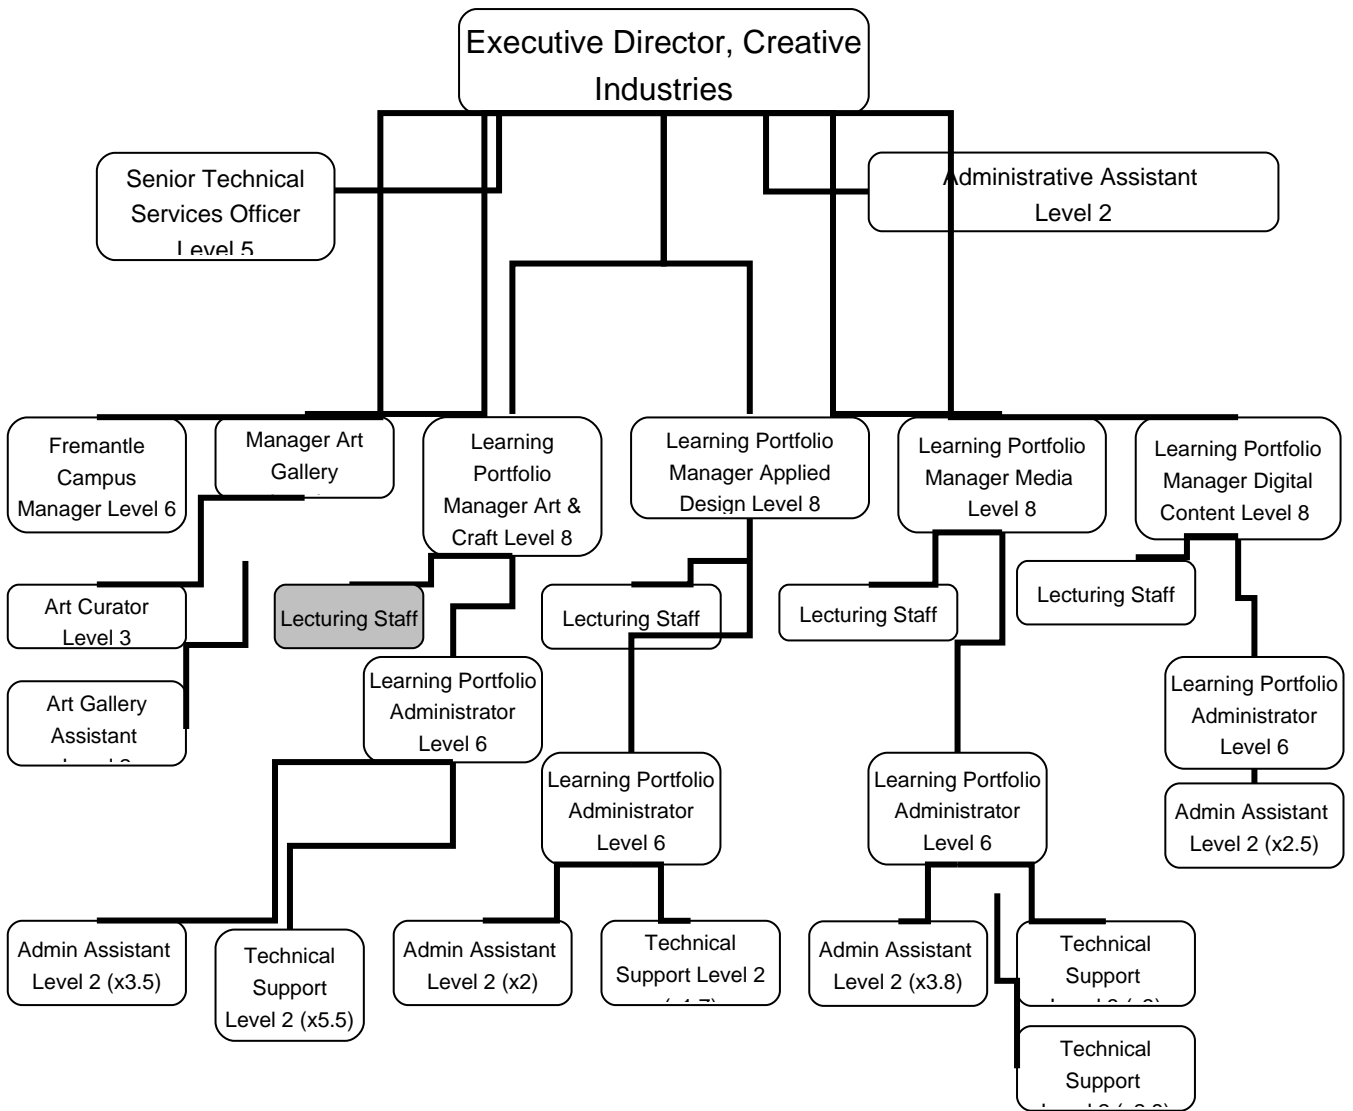 Executive Director, Creative
Industries
Senior Technical
Services Officer
Level 5
Administrative Assistant
Level 2
Fremantle
Campus
Manager Level 6
Manager Art
Gallery
Learning
Portfolio
Manager Art &
Craft Level 8
Learning Portfolio
Manager Applied
Design Level 8
Learning Portfolio
Manager Media
Level 8
Learning Portfolio
Manager Digital
Content Level 8
Art Curator
Level 3
Lecturing Staff
Lecturing Staff
Lecturing Staff
Lecturing Staff
Art Gallery
Assistant
Learning Portfolio
Administrator
Level 6
Learning Portfolio
Administrator
Level 6
Learning Portfolio
Administrator
Level 6
Learning Portfolio
Administrator
Level 6
Admin Assistant
Level 2 (x2.5)
Admin Assistant
Level 2 (x3.5)
Technical
Support
Level 2 (x5.5)
Admin Assistant
Level 2 (x2)
Technical
Support Level 2
Admin Assistant
Level 2 (x3.8)
Technical
Support
Technical
Support